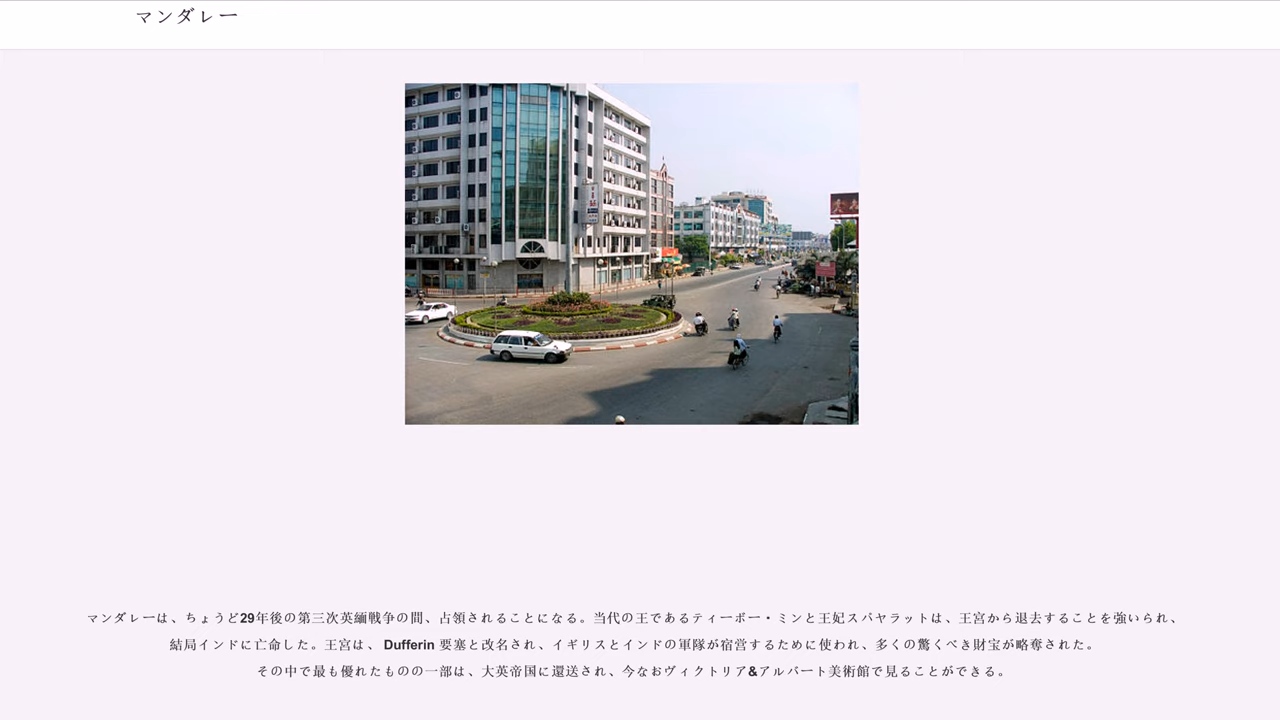 マンダレー
マンダレーは、ちょうど29年後の第三次英緬戦争の間、占領されることになる。当代の王であるティーボー・ミンと王妃スパヤラットは、王宮から退去することを強いられ、
結局インドに亡命した。王宮は、 Dufferin 要塞と改名され、イギリスとインドの軍隊が宿営するために使われ、多くの驚くべき財宝が略奪された。
その中で最も優れたものの一部は、大英帝国に還送され、今なおヴィクトリア&アルバート美術館で見ることができる。